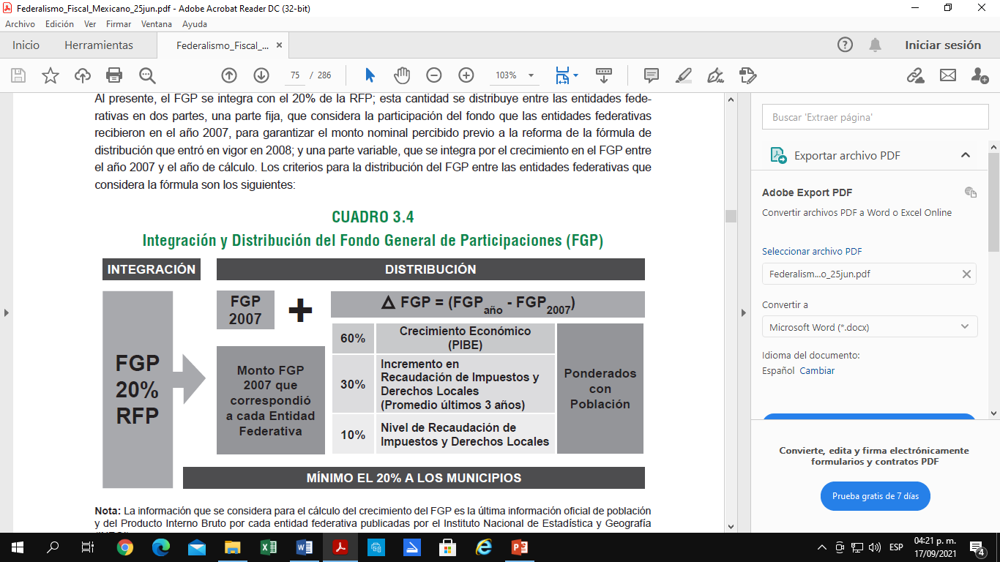 Federalismo_Fiscal_Mexicano_25jun.pdf - Adobe Acrobat Reader DC (32-bit)
Archivo Edición Ver Firmar Ventana Ayuda
Inicio Herramientas Federalismo_Fiscal_... × Iniciar sesión
75 / 286 103%
Al presente, el FGP se integra con el 20% de la RFP; esta cantidad se distribuye entre las entidades fede-
rativas en dos partes, una parte fija, que considera la participación del fondo que las entidades federativas
recibieron en el año 2007, para garantizar el monto nominal percibido previo a la reforma de la fórmula de
distribución que entró en vigor en 2008; y una parte variable, que se integra por el crecimiento en el FGP entre
el año 2007 y el año de cálculo. Los criterios para la distribución del FGP entre las entidades federativas que
considera la fórmula son los siguientes:
CUADRO 3.4
Integración y Distribución del Fondo General de Participaciones (FGP)
INTEGRACIÓN
DISTRIBUCIÓN
FGP
20%
RFP
FGP
2007
+
Δ FGP = (FGPaño - FGP2007)
Monto FGP
2007 que
correspondió
a cada Entidad
Federativa
60%
Crecimiento Económico
(PIBE)
30%
Incremento en
Recaudación de Impuestos y
Derechos Locales
(Promedio últimos 3 años)
10%
Nivel de Recaudación de
Impuestos y Derechos Locales
Ponderados
con
Población
MÍNIMO EL 20% A LOS MUNICIPIOS
Nota: La información que se considera para el cálculo del crecimiento del FGP es la última información oficial de población
y del Producto Interno Bruto por cada entidad federativa publicadas por el Instituto Nacional de Estadística y Geografía
Buscar 'Extraer página'
Exportar archivo PDF
Adobe Export PDF
Convertir archivos PDF a Word o Excel Online
Seleccionar archivo PDF
Federalism...o_25jun.pdf
Convertir a
Microsoft Word (*.docx)
Idioma del documento:
Español Cambiar
Convierte, edita y firma electrónicamente
formularios y contratos PDF
Prueba gratis de 7 días
ESP
04:21 p. m.
17/09/2021
4